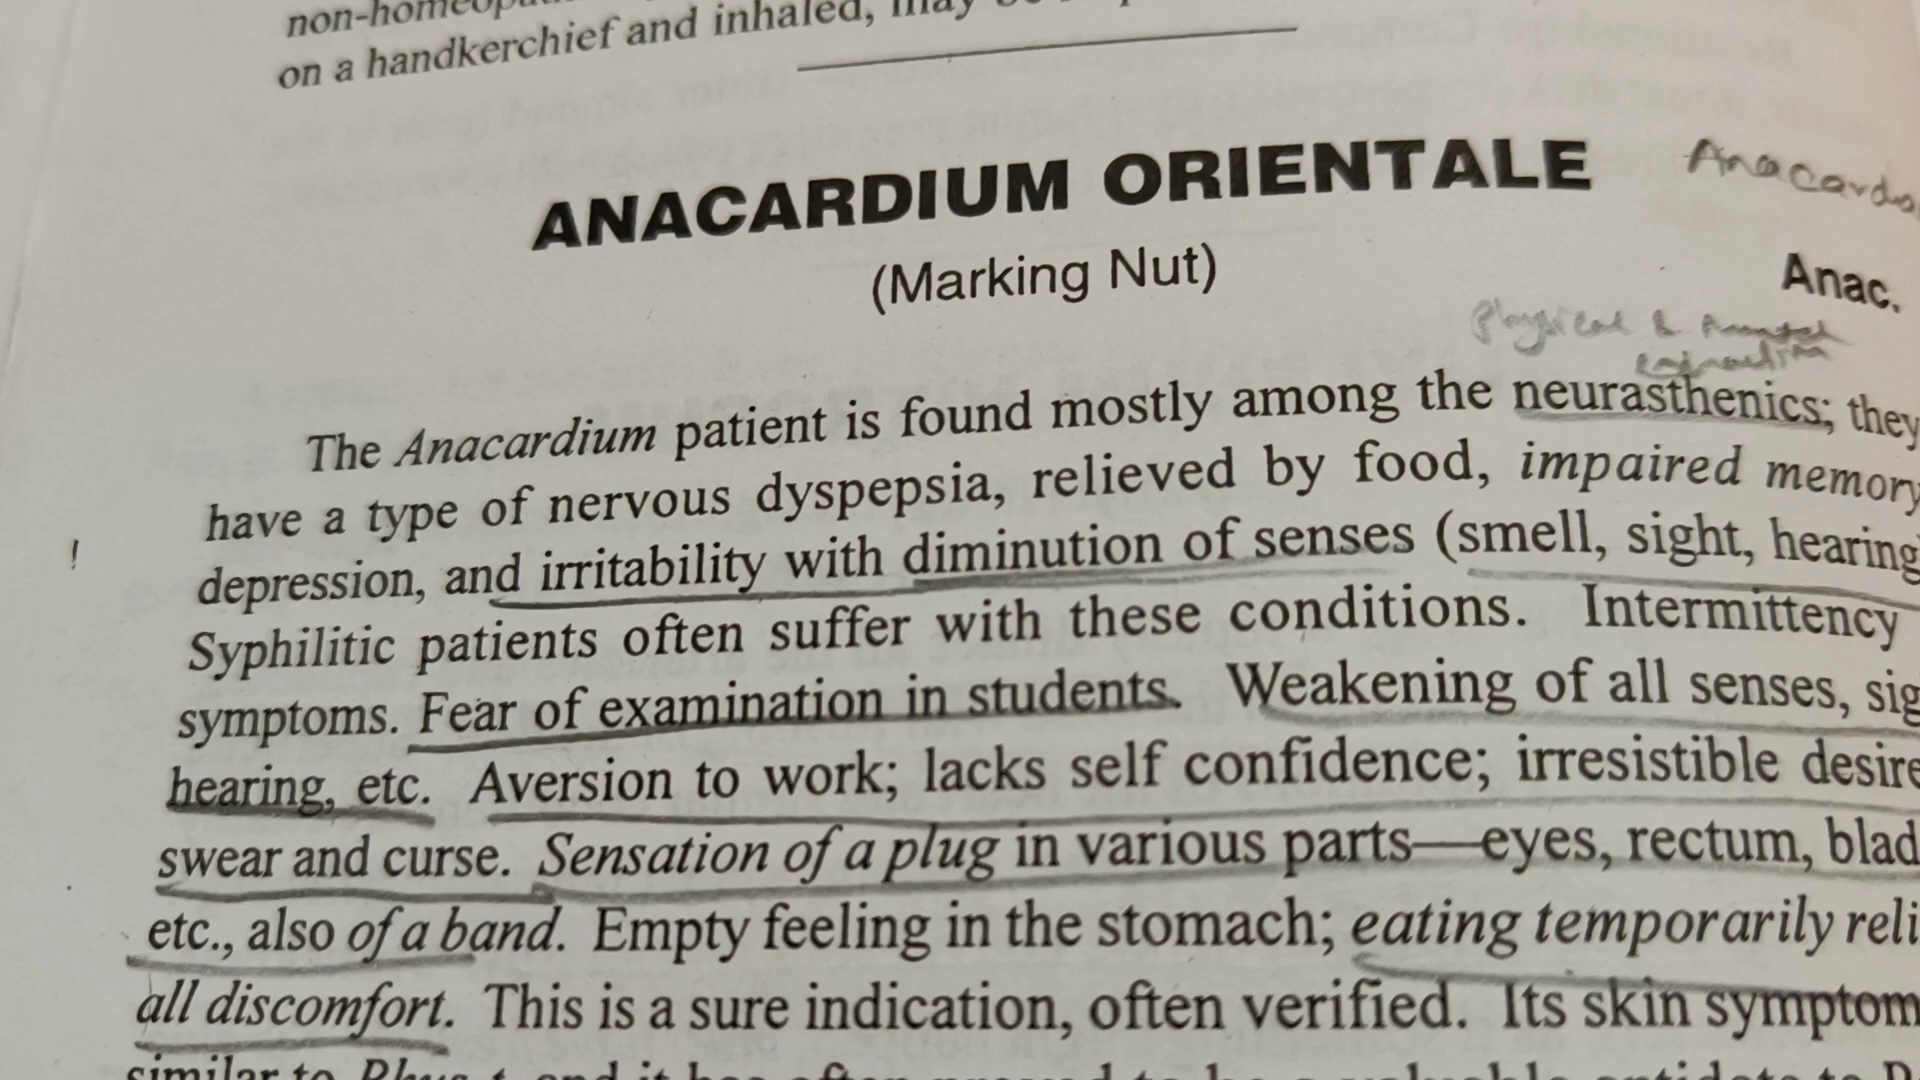 on a handkerchief and inhaled, may
ANACARDIUM ORIENTALE
(Marking Nut)
Anac.
Physical &
The Anacardium patient is found mostly among the neurasthenics; they
have a type of nervous dyspepsia, relieved by food, impaired memory
! depression, and irritability with diminution of senses (smell, sight, hearing
Syphilitic patients often suffer with these conditions. Intermittency
symptoms. Fear of examination in students. Weakening of all senses, sig
hearing, etc. Aversion to work; lacks self confidence; irresistible desire
swear and curse. Sensation of a plug in various parts—eyes, rectum, blad
etc., also of a band. Empty feeling in the stomach; eating temporarily reli
all discomfort. This is a sure indication, often verified. Its skin symptom
similar to